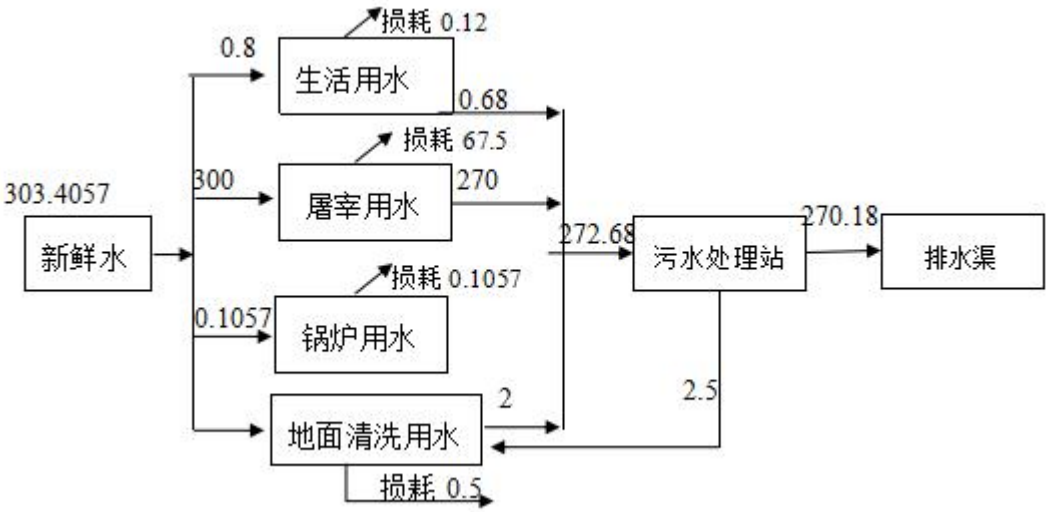 损耗 0.12
0.8
生活用水
0.68
损耗 67.5
303.4057
300
屠宰用水
270
新鲜水
272.68
污水处理站
270.18
排水渠
损耗 0.1057
0.1057
锅炉用水
2
2.5
地面清洗用水
损耗 0.5